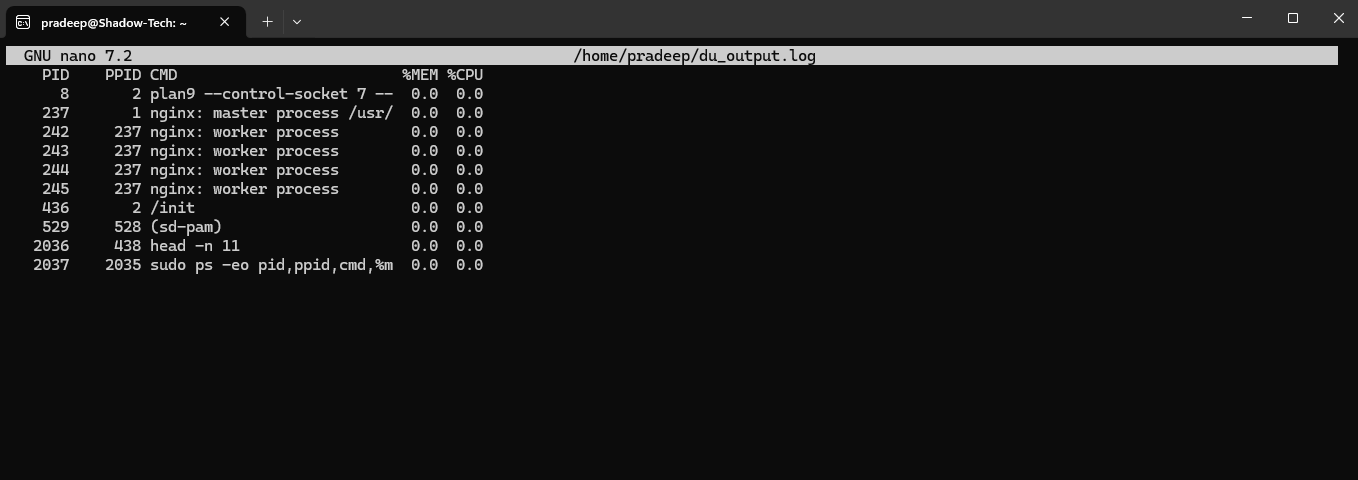 pradeep@Shadow-Tech: ~
GNU nano 7.2 /home/pradeep/du_output.log
PID PPID CMD %MEM %CPU
8 2 plan9 --control-socket 7 -- 0.0 0.0
237 1 nginx: master process /usr/ 0.0 0.0
242 237 nginx: worker process 0.0 0.0
243 237 nginx: worker process 0.0 0.0
244 237 nginx: worker process 0.0 0.0
245 237 nginx: worker process 0.0 0.0
436 2 /init 0.0 0.0
529 528 (sd-pam) 0.0 0.0
2036 438 head -n 11 0.0 0.0
2037 2035 sudo ps -eo pid,ppid,cmd,%m 0.0 0.0